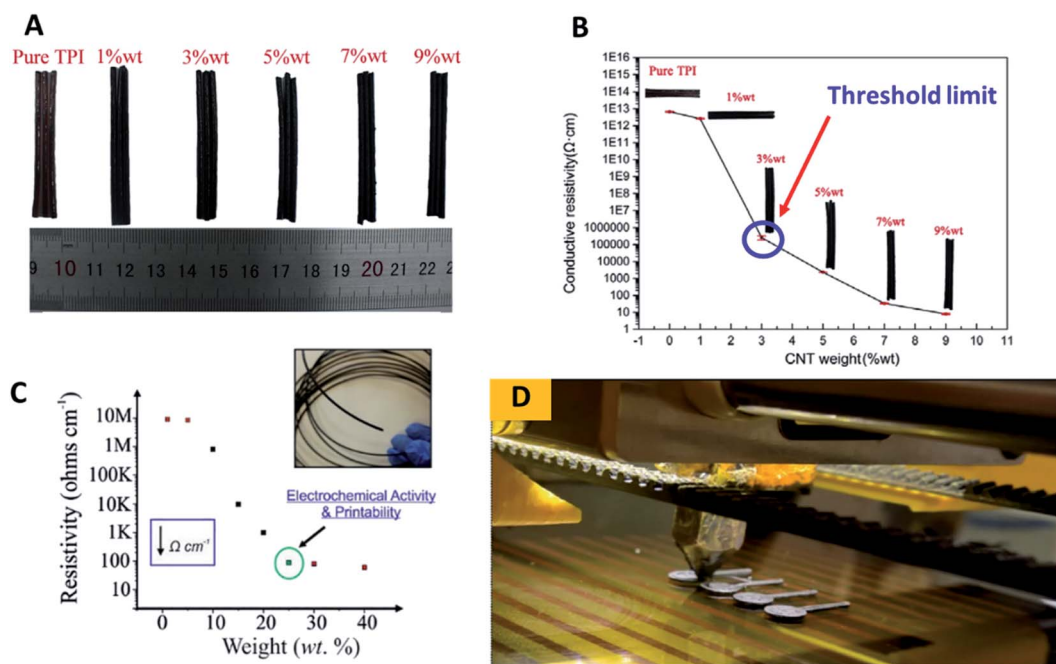 A
Pure TPI 1%wt 3%wt 5%wt 7%wt 9%wt
9 10 11 12 13 14 15 16 17 18 19 20 21 22
B
1E16
1E15
1E14
1E13
1E12
1E11
1E10
1E9
1E8
1E7
1000000
100000
10000
1000
100
10
1
Conductive resistivity(Ω·cm)
Pure TPI
1%wt
Threshold limit
3%wt
5%wt
7%wt
9%wt
-1 0 1 2 3 4 5 6 7 8 9 10 11
CNT weight(%wt)
C
Resistivity (ohms cm⁻¹)
10M
1M
100K
10K
1K
100
10
Electrochemical Activity
& Printability
↓ Ω cm⁻¹
0 10 20 30 40
Weight (wt. %)
D